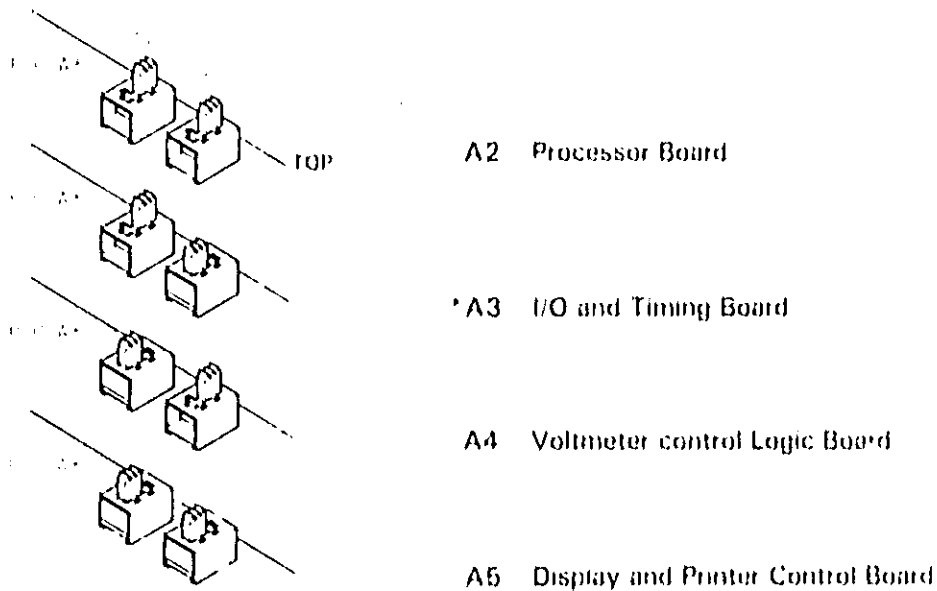 TOP
A2 Processor Board
A3 I/O and Timing Board
A4 Voltmeter control Logic Board
A5 Display and Printer Control Board